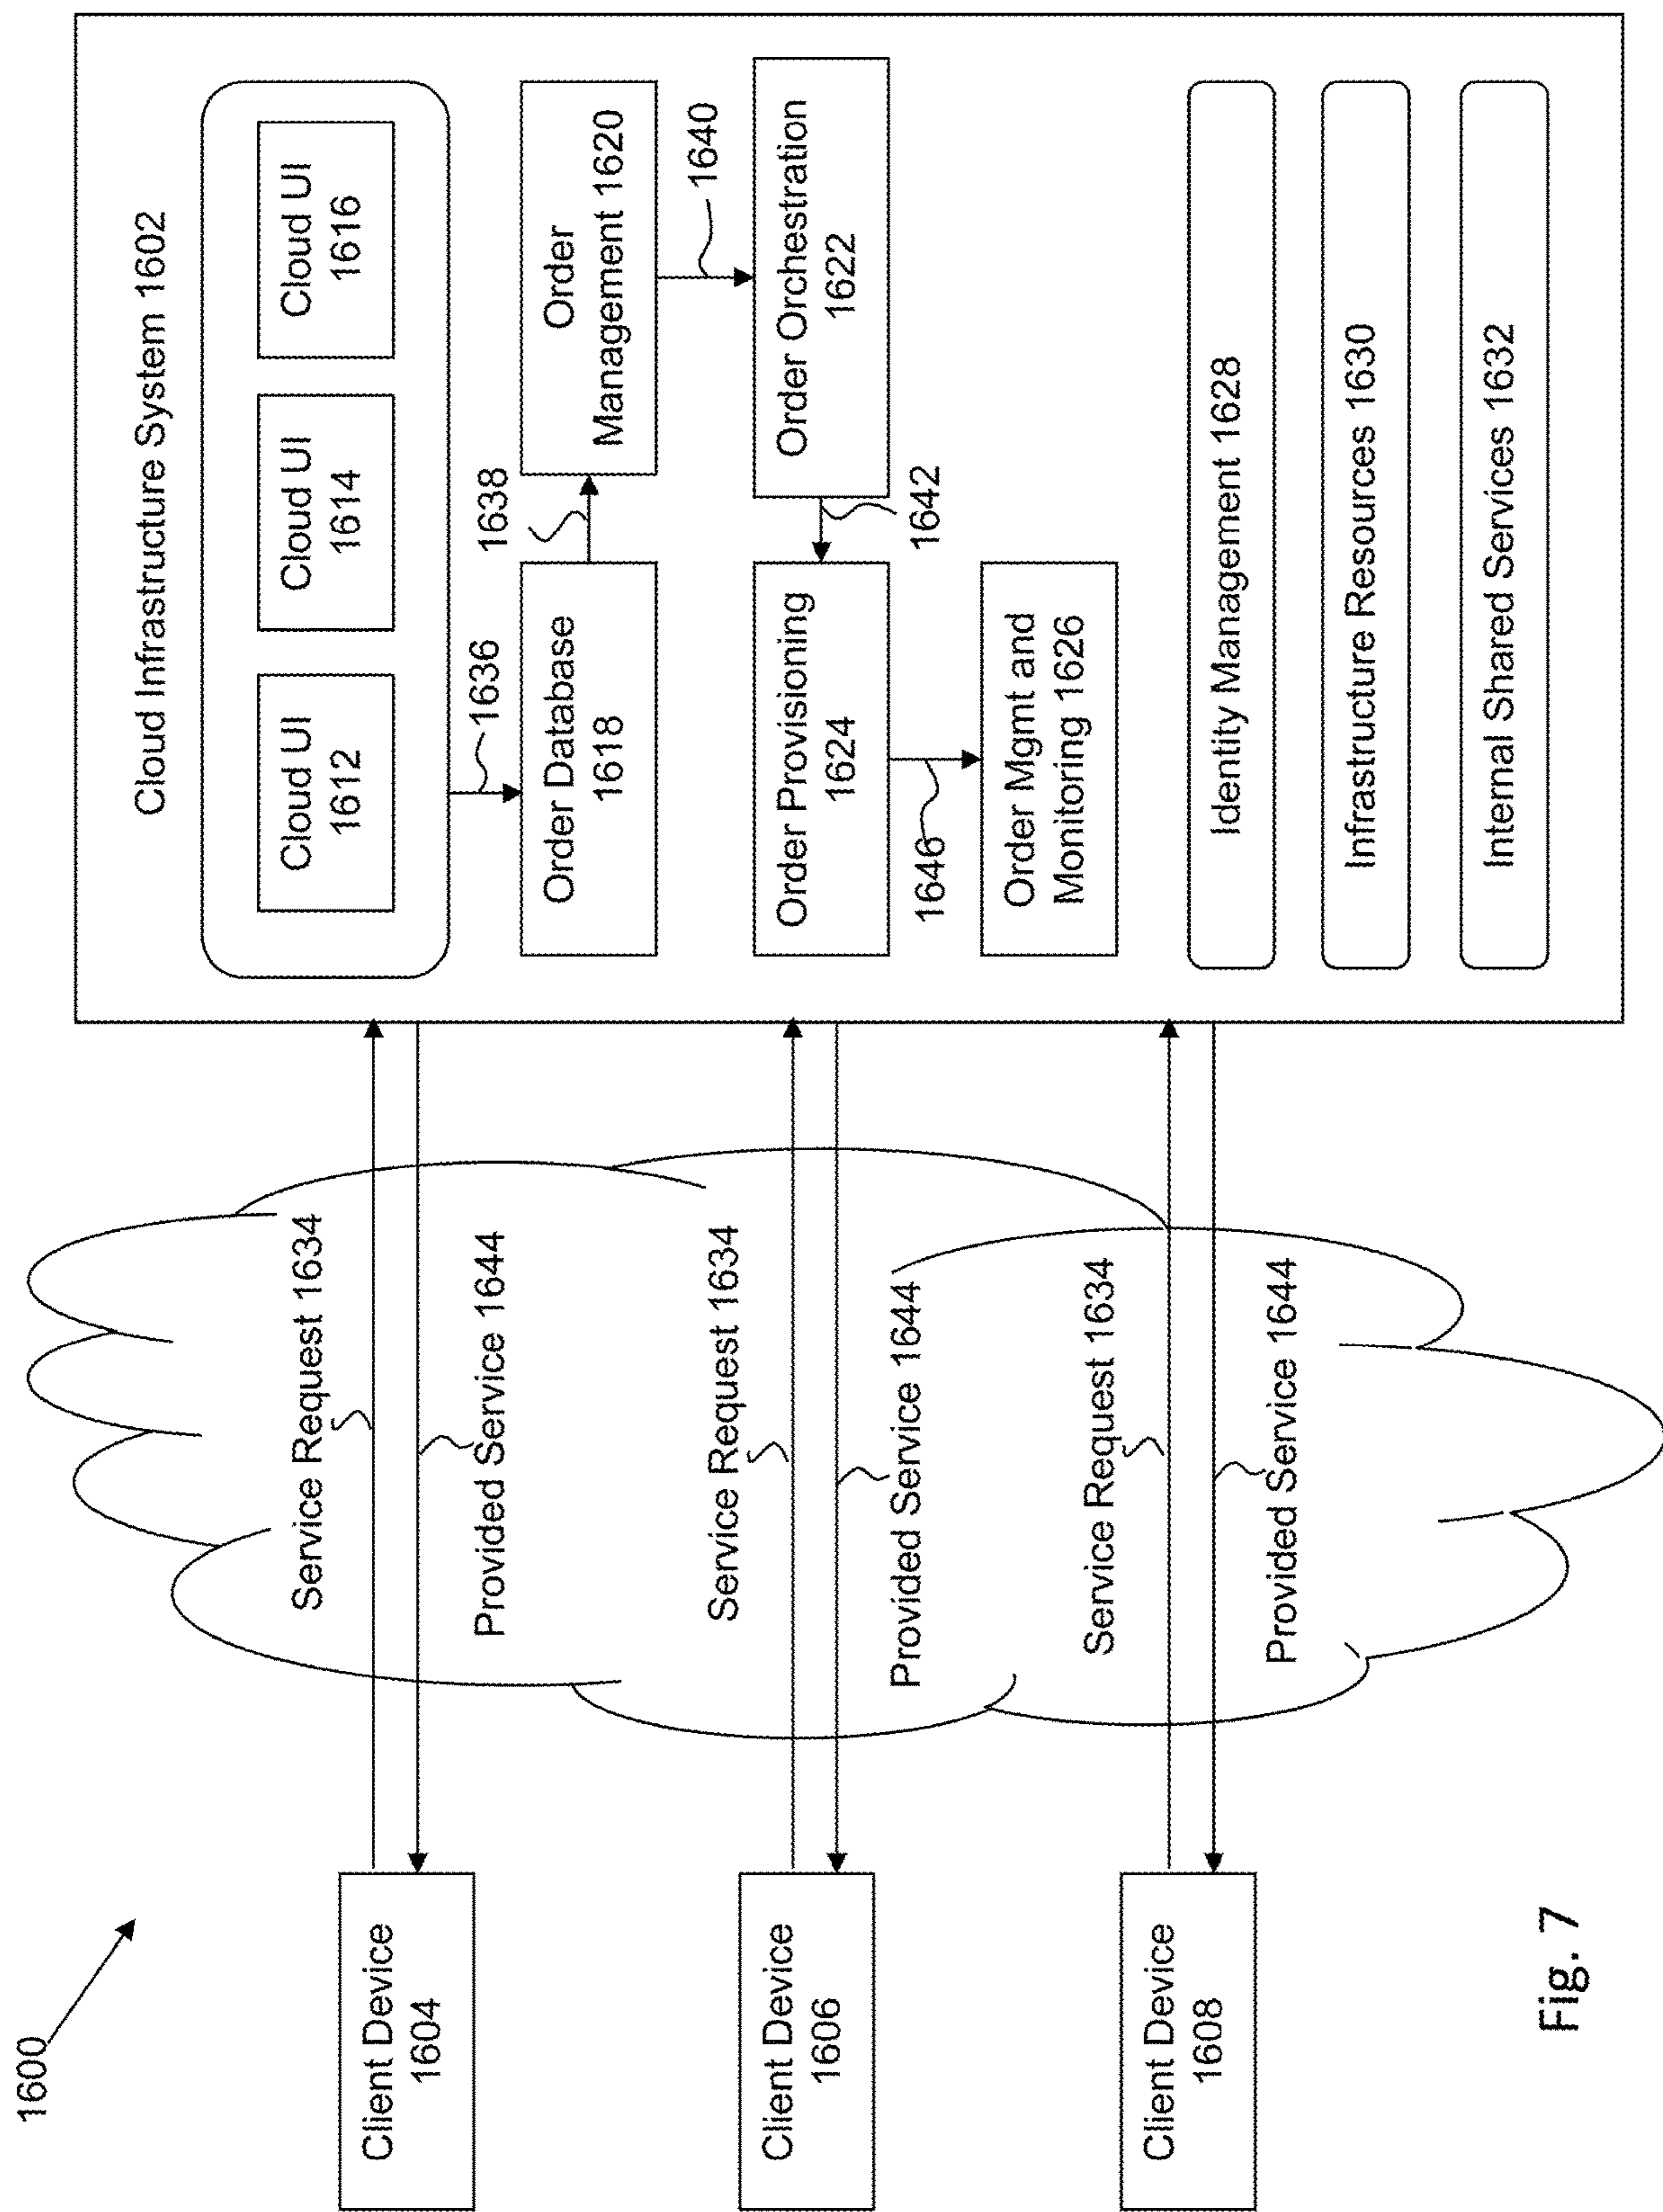 1600
Client Device
1604
Client Device
1606
Client Device
1608
Service Request 1634
Provided Service 1644
Service Request 1634
Provided Service 1644
Service Request 1634
Provided Service 1644
Cloud Infrastructure System 1602
Cloud UI
1612
Cloud UI
1614
Cloud UI
1616
1636
Order Database
1618
1638
Order
Management 1620
1640
Order Orchestration
1622
1642
Order Provisioning
1624
1646
Order Mgmt and
Monitoring 1626
Identity Management 1628
Infrastructure Resources 1630
Internal Shared Services 1632
Fig. 7